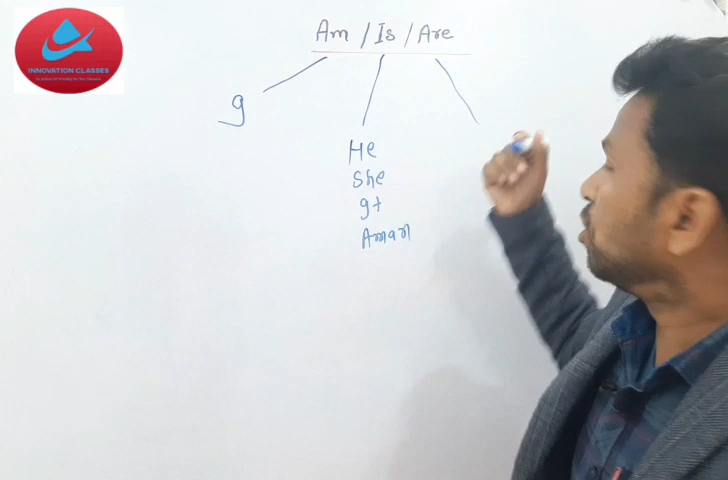 INNOVATION CLASSES
Am / Is / Are
I
He
She
It
Aman